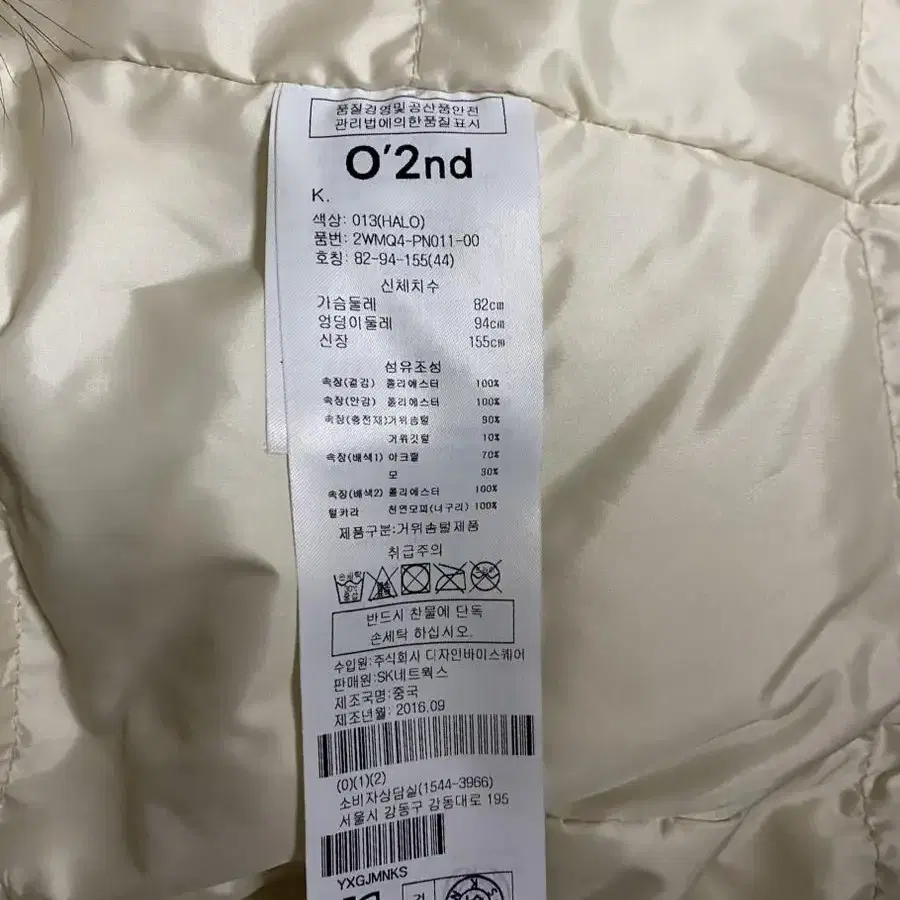 품질경영및공산품안전
관리법에의한품질표시
O'2nd
K.
색상: 013(HALO)
품번: 2WMQ4-PN011-00
호칭: 82-94-155(44)
신체치수
가슴둘레 82cm
엉덩이둘레 94cm
신장 155cm
섬유조성
속장(겉감) 폴리에스터 100%
속장(안감) 폴리에스터 100%
속장(충전재)거위솜털 90%
거위깃털 10%
속장(배색1) 아크릴 70%
모 30%
속장(배색2) 폴리에스터 100%
털카라 천연모피(너구리) 100%
제품구분:거위솜털제품
취급주의
손세탁
중성
반드시 찬물에 단독
손세탁 하십시오.
수입원:주식회사 디자인바이스퀘어
판매원:SK네트웍스
제조국명:중국
제조년월:2016.09
(0)(1)(2)
소비자상담실(1544-3966)
서울시 강동구 강동대로 195
YXGJMNKS